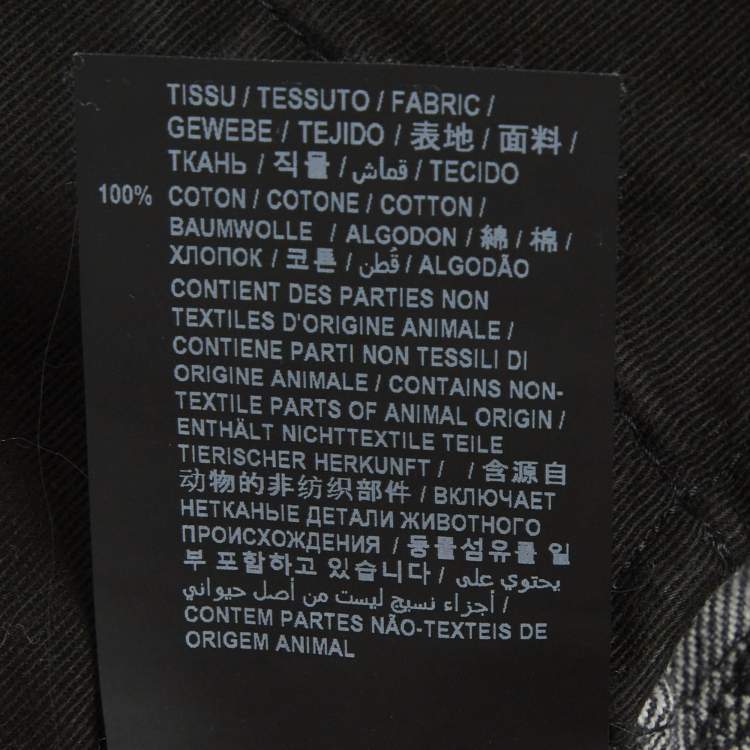 TISSU / TESSUTO / FABRIC /
GEWEBE / TEJIDO / 表地 / 面料 /
ТКАНЬ / 직물 / قماش / TECIDO
100% COTON / COTONE / COTTON /
BAUMWOLLE / ALGODON / 綿 / 棉 /
ХЛОПОК / 코튼 / قُطن / ALGODÃO
CONTIENT DES PARTIES NON
TEXTILES D'ORIGINE ANIMALE /
CONTIENE PARTI NON TESSILI DI
ORIGINE ANIMALE / CONTAINS NON-
TEXTILE PARTS OF ANIMAL ORIGIN /
ENTHÄLT NICHTTEXTILE TEILE
TIERISCHER HERKUNFT / / 含源自
动物的非纺织部件 / ВКЛЮЧАЕТ
НЕТКАНЫЕ ДЕТАЛИ ЖИВОТНОГО
ПРОИСХОЖДЕНИЯ / 동물섬유를 일
부 포함하고 있습니다 / يحتوي على
أجزاء نسيج ليست من أصل حيواني /
CONTEM PARTES NÃO-TEXTEIS DE
ORIGEM ANIMAL